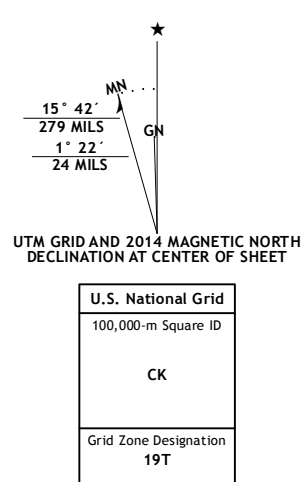 ★
MN
15° 42´
279 MILS
GN
1° 22´
24 MILS
UTM GRID AND 2014 MAGNETIC NORTH
DECLINATION AT CENTER OF SHEET
U.S. National Grid
100,000-m Square ID
CK
Grid Zone Designation
19T